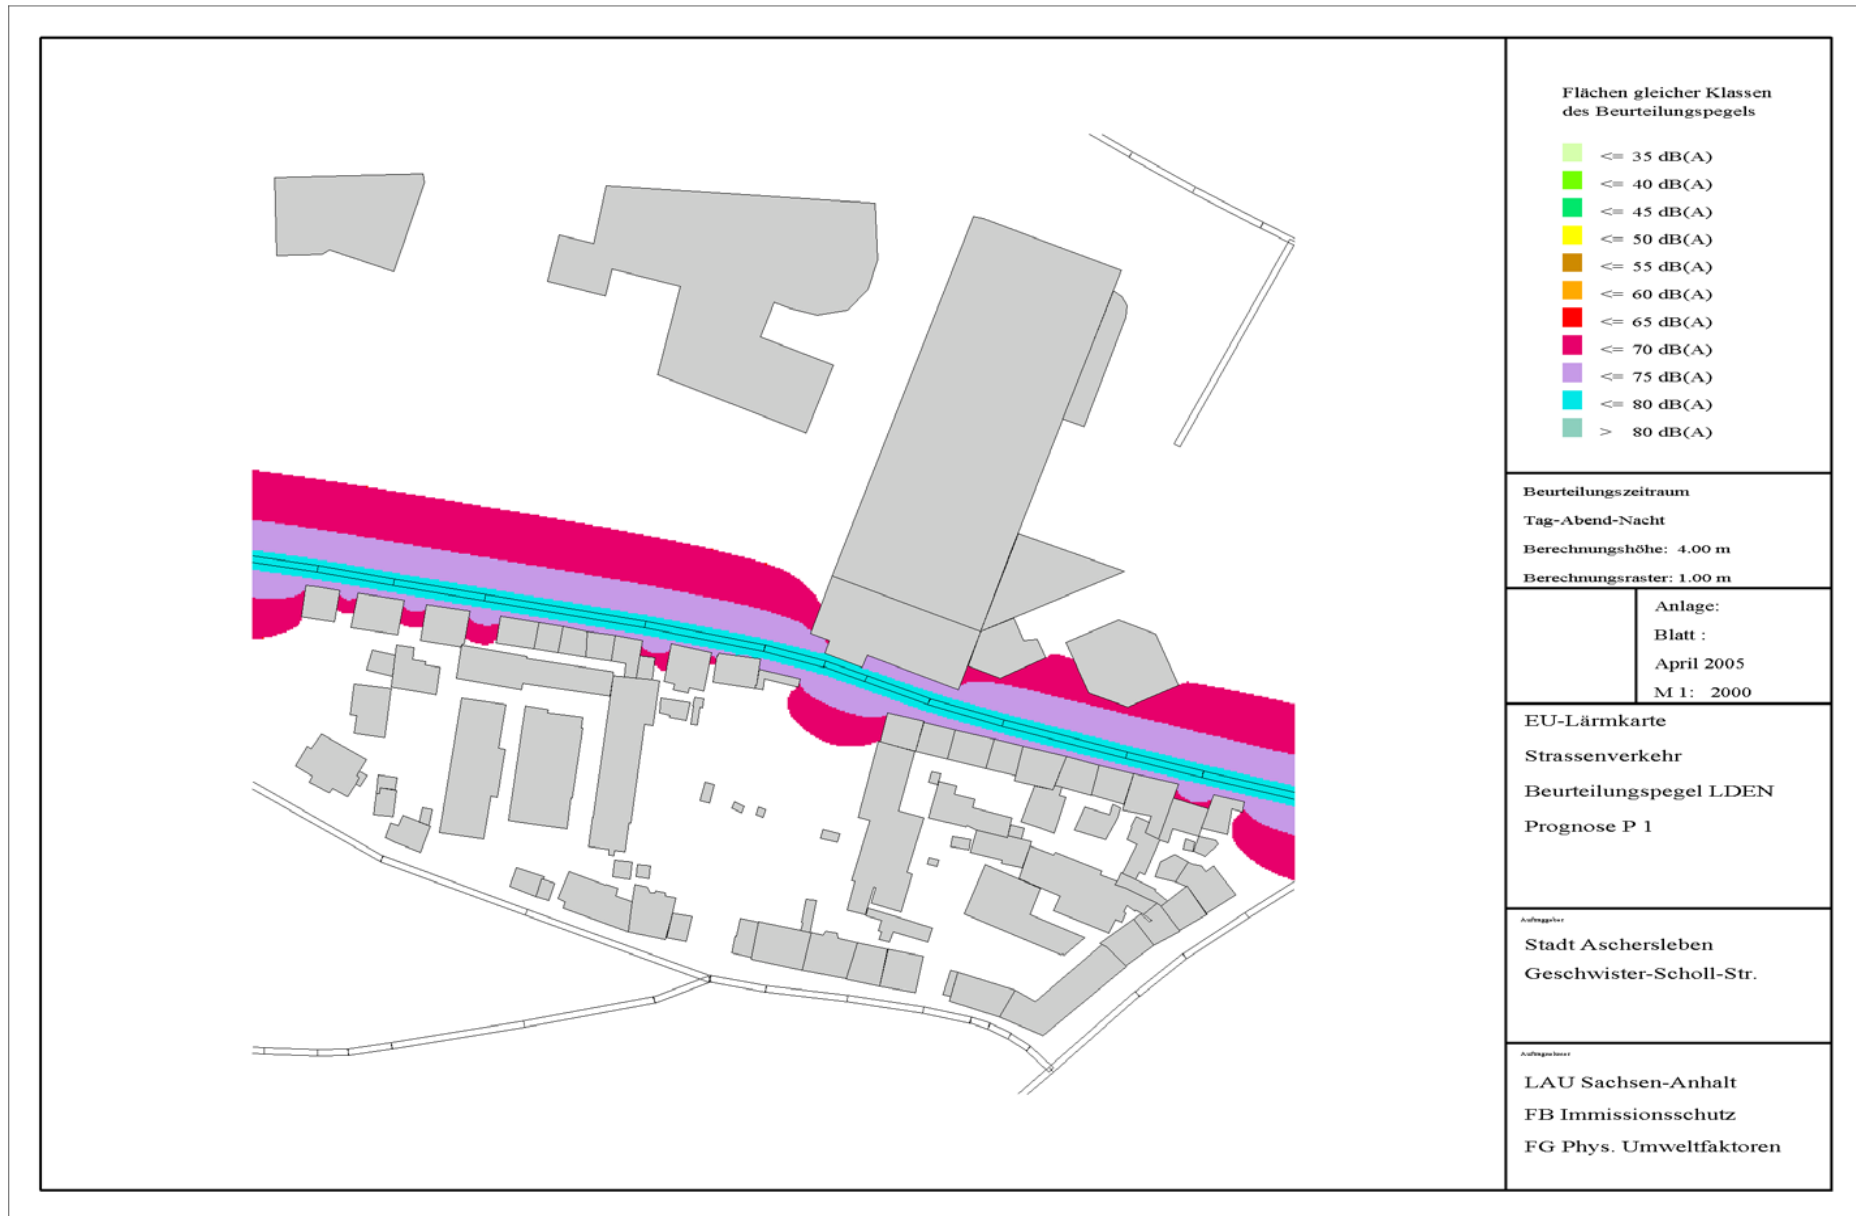 Flächen gleicher Klassen
des Beurteilungspegels
<= 35 dB(A)
<= 40 dB(A)
<= 45 dB(A)
<= 50 dB(A)
<= 55 dB(A)
<= 60 dB(A)
<= 65 dB(A)
<= 70 dB(A)
<= 75 dB(A)
<= 80 dB(A)
> 80 dB(A)
Beurteilungszeitraum
Tag-Abend-Nacht
Berechnungshöhe: 4.00 m
Berechnungsraster: 1.00 m
Anlage:
Blatt :
April 2005
M 1: 2000
EU-Lärmkarte
Strassenverkehr
Beurteilungspegel LDEN
Prognose P 1
Auftraggeber
Stadt Aschersleben
Geschwister-Scholl-Str.
Auftragnehmer
LAU Sachsen-Anhalt
FB Immissionsschutz
FG Phys. Umweltfaktoren